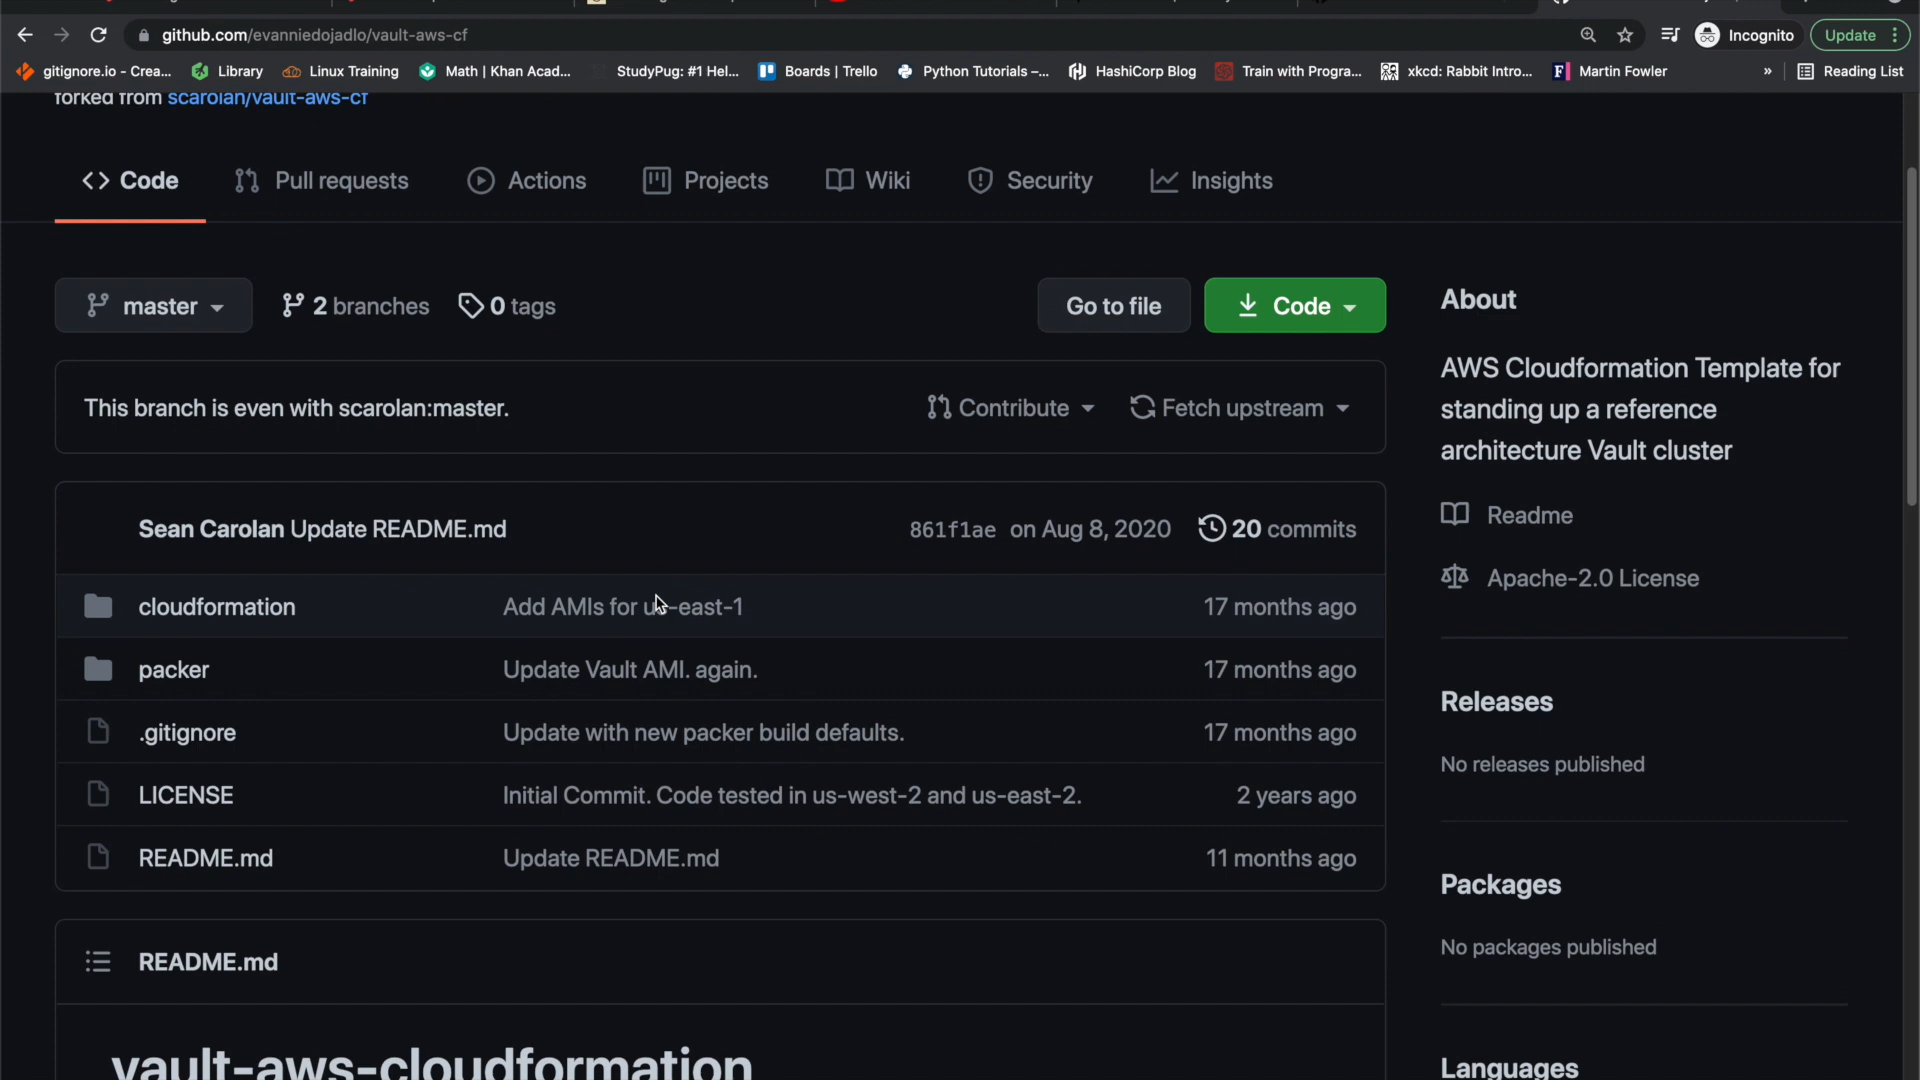 github.com/evanniedojadlo/vault-aws-cf
Incognito
Update
gitignore.io - Crea...
Library
Linux Training
Math | Khan Acad...
StudyPug: #1 Hel...
Boards | Trello
Python Tutorials –...
HashiCorp Blog
Train with Progra...
xkcd: Rabbit Intro...
Martin Fowler
»
Reading List
forked from scarolan/vault-aws-cf
Code
Pull requests
Actions
Projects
Wiki
Security
Insights
master
2 branches
0 tags
Go to file
Code
This branch is even with scarolan:master.
Contribute
Fetch upstream
Sean Carolan Update README.md
861f1ae on Aug 8, 2020
20 commits
cloudformation
Add AMIs for us-east-1
17 months ago
packer
Update Vault AMI. again.
17 months ago
.gitignore
Update with new packer build defaults.
17 months ago
LICENSE
Initial Commit. Code tested in us-west-2 and us-east-2.
2 years ago
README.md
Update README.md
11 months ago
README.md
vault-aws-cloudformation
About
AWS Cloudformation Template for
standing up a reference
architecture Vault cluster
Readme
Apache-2.0 License
Releases
No releases published
Packages
No packages published
Languages